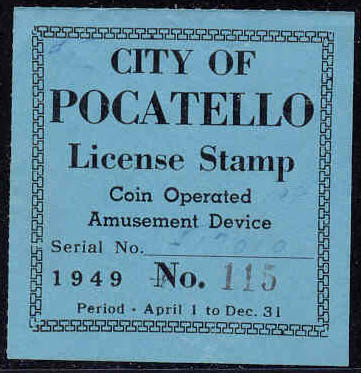 CITY OF
POCATELLO
License Stamp
Coin Operated
Amusement Device
Serial No.
1949 No. 115
Period - April 1 to Dec. 31